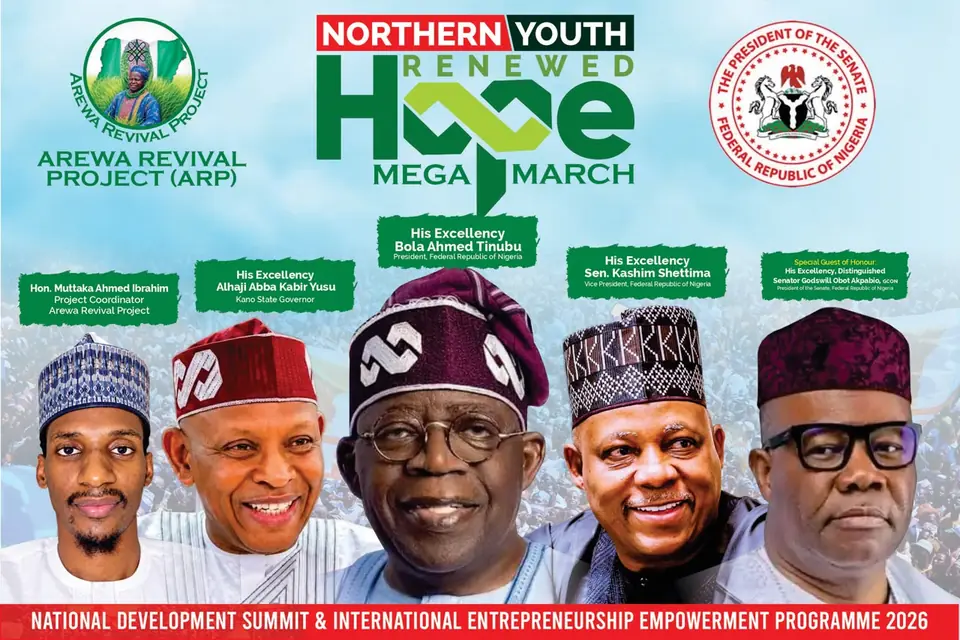 NORTHERN YOUTH
RENEWED
Hope
MEGA MARCH
AREWA REVIVAL PROJECT
AREWA REVIVAL
PROJECT (ARP)
THE PRESIDENT OF THE SENATE
FEDERAL REPUBLIC OF NIGERIA
His Excellency
Bola Ahmed Tinubu
President, Federal Republic of Nigeria
Hon. Muttaka Ahmed Ibrahim
Project Coordinator
Arewa Revival Project
His Excellency
Alhaji Abba Kabir Yusu
Kano State Governor
His Excellency
Sen. Kashim Shettima
Vice President, Federal Republic of Nigeria
Special Guest of Honour:
His Excellency, Distinguished
Senator Godswill Obot Akpabio, GCON
President of the Senate, Federal Republic of Nigeria
NATIONAL DEVELOPMENT SUMMIT & INTERNATIONAL ENTREPRENEURSHIP EMPOWERMENT PROGRAMME 2026